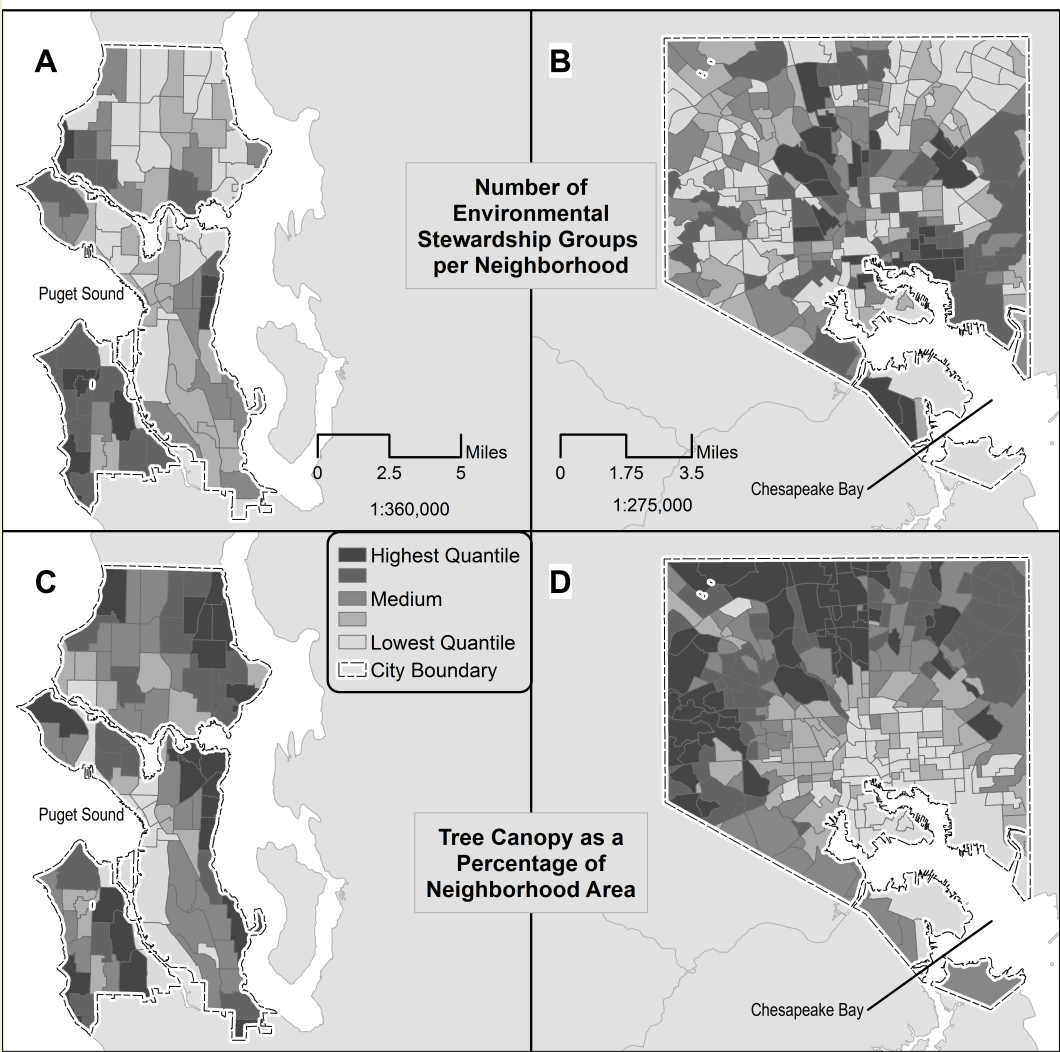 A
B
Number of
Environmental
Stewardship Groups
per Neighborhood
Puget Sound
Miles
0 2.5 5
1:360,000
Miles
0 1.75 3.5
1:275,000
Chesapeake Bay
C
D
Highest Quantile
Medium
Lowest Quantile
City Boundary
Puget Sound
Tree Canopy as a
Percentage of
Neighborhood Area
Chesapeake Bay